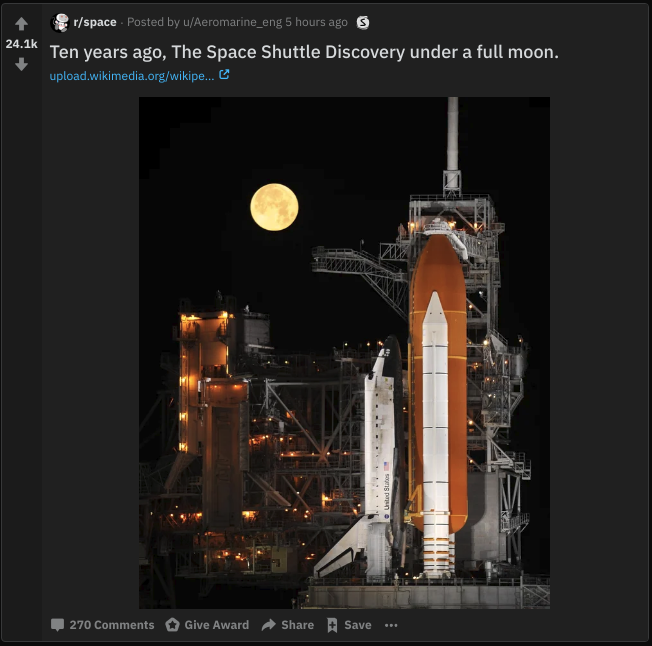 r/space · Posted by u/Aeromarine_eng 5 hours ago
24.1k
Ten years ago, The Space Shuttle Discovery under a full moon.
upload.wikimedia.org/wikipe...
United States
270 Comments Give Award Share Save ...